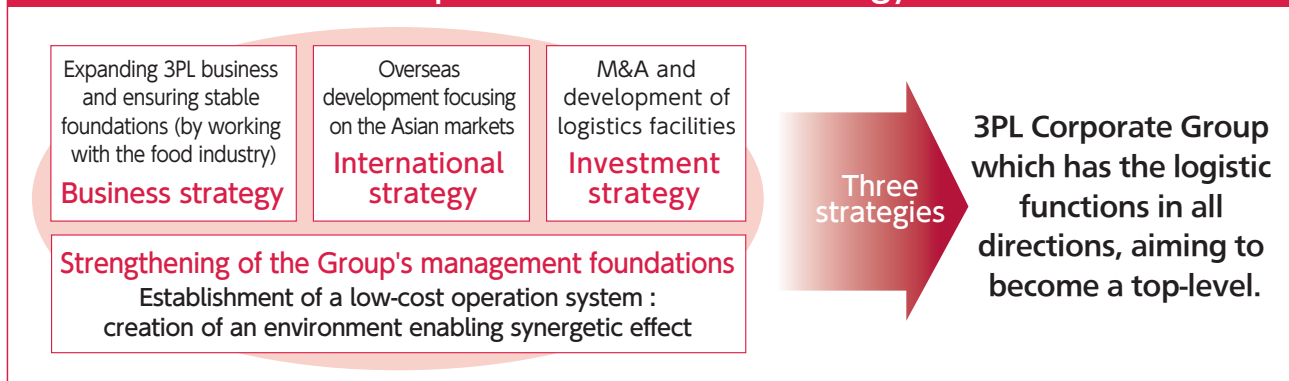 Expanding 3PL business
and ensuring stable
foundations (by working
with the food industry)
Business strategy
Overseas
development focusing
on the Asian markets
International
strategy
M&A and
development of
logistics facilities
Investment
strategy
Strengthening of the Group's management foundations
Establishment of a low-cost operation system :
creation of an environment enabling synergetic effect
Three
strategies
3PL Corporate Group
which has the logistic
functions in all
directions, aiming to
become a top-level.